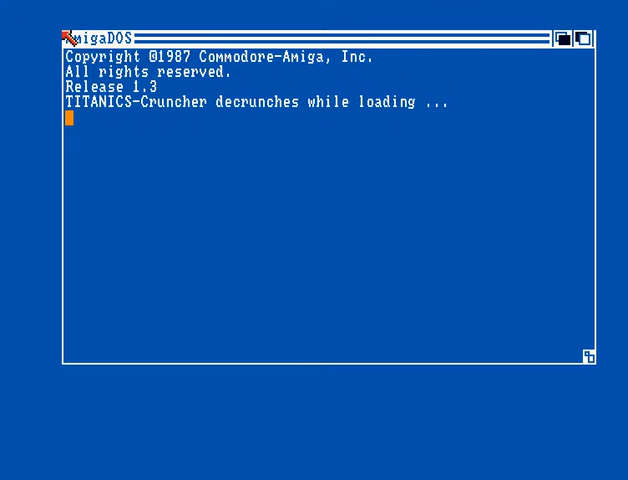 AmigaDOS
Copyright ©1987 Commodore-Amiga, Inc.
All rights reserved.
Release 1.3
TITANICS-Cruncher decrunches while loading ...